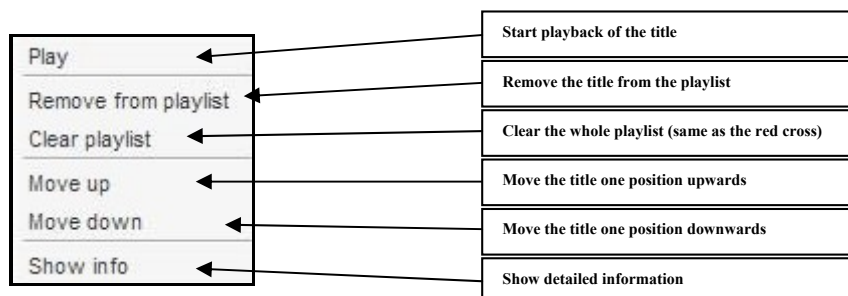 Play
Remove from playlist
Clear playlist
Move up
Move down
Show info
Start playback of the title
Remove the title from the playlist
Clear the whole playlist (same as the red cross)
Move the title one position upwards
Move the title one position downwards
Show detailed information